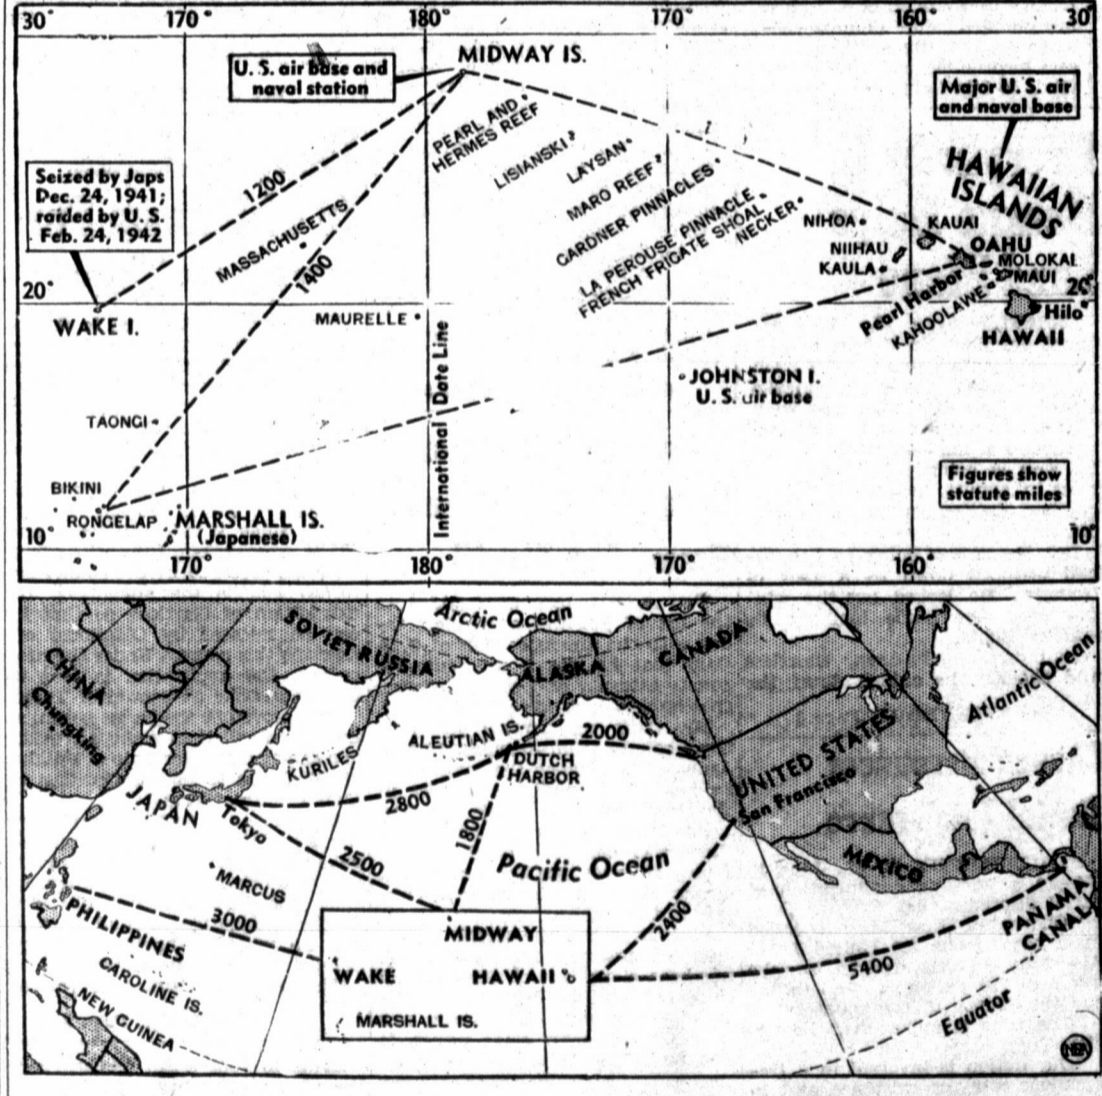 30°
170°
180°
170°
160°
30°
MIDWAY IS.
U. S. air base and
naval station
Major U. S. air
and naval base
PEARL AND
HERMES REEF
LISIANSKI
LAYSAN
MARO REEF
GARDNER PINNACLES
LA PEROUSE PINNACLE
FRENCH FRIGATE SHOAL
NECKER
HAWAIIAN
ISLANDS
Seized by Japs
Dec. 24, 1941;
raided by U. S.
Feb. 24, 1942
1200
MASSACHUSETTS
1400
NIHOA
KAUAI
NIIHAU
OAHU
KAULA
MOLOKAI
MAUI
Pearl Harbor
KAHOOLAWE
20°
20°
WAKE I.
MAURELLE
Hilo
HAWAII
International Date Line
JOHNSTON I.
U. S. air base
TAONGI
BIKINI
RONGELAP
MARSHALL IS.
(Japanese)
Figures show
statute miles
10°
10°
170°
180°
170°
160°
Arctic Ocean
SOVIET RUSSIA
ALASKA
CANADA
CHINA
Chungking
Atlantic Ocean
ALEUTIAN IS.
2000
KURILES
DUTCH
HARBOR
UNITED STATES
San Francisco
JAPAN
Tokyo
2800
1800
2500
Pacific Ocean
MEXICO
MARCUS
PHILIPPINES
3000
2400
PANAMA
CANAL
MIDWAY
WAKE
HAWAII
5400
CAROLINE IS.
NEW GUINEA
MARSHALL IS.
Equator
NEA